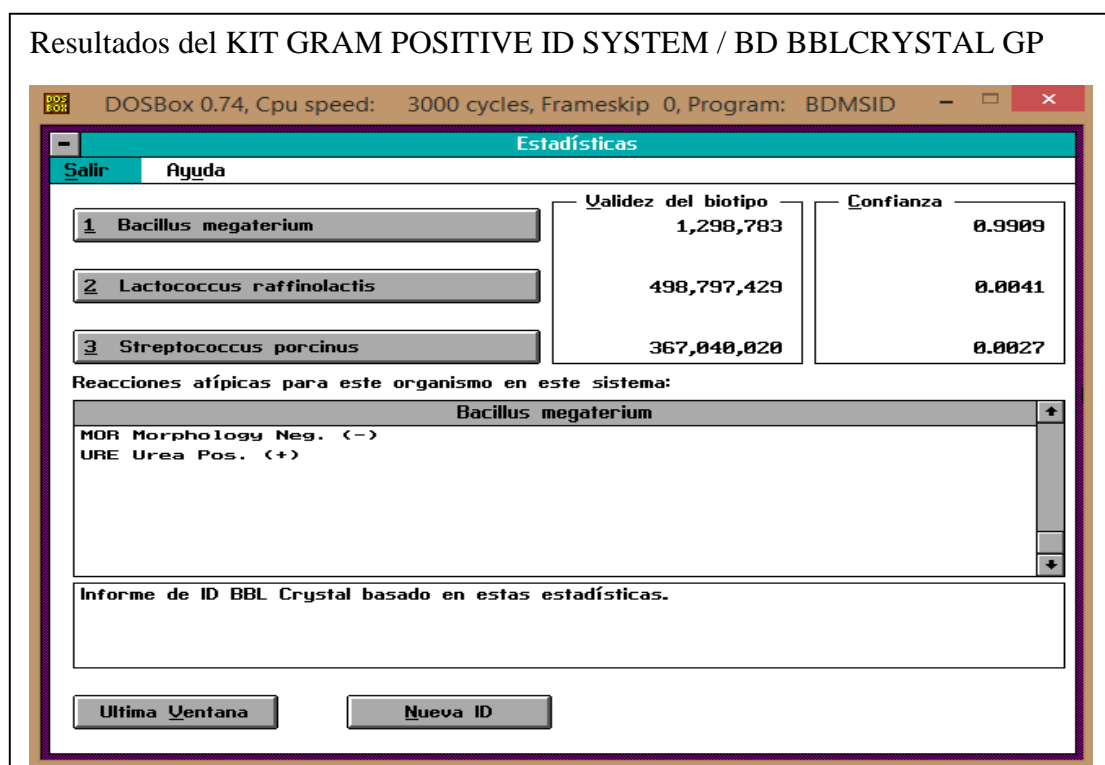 Resultados del KIT GRAM POSITIVE ID SYSTEM / BD BBLCRYSTAL GP
DOS BOX DOSBox 0.74, Cpu speed: 3000 cycles, Frameskip 0, Program: BDMSID
Estadísticas
Salir Ayuda
Validez del biotipo Confianza
1 Bacillus megaterium 1,298,783 0.9909
2 Lactococcus raffinolactis 498,797,429 0.0041
3 Streptococcus porcinus 367,040,020 0.0027
Reacciones atípicas para este organismo en este sistema:
Bacillus megaterium
MOR Morphology Neg. (-)
URE Urea Pos. (+)
Informe de ID BBL Crystal basado en estas estadísticas.
Ultima Ventana Nueva ID